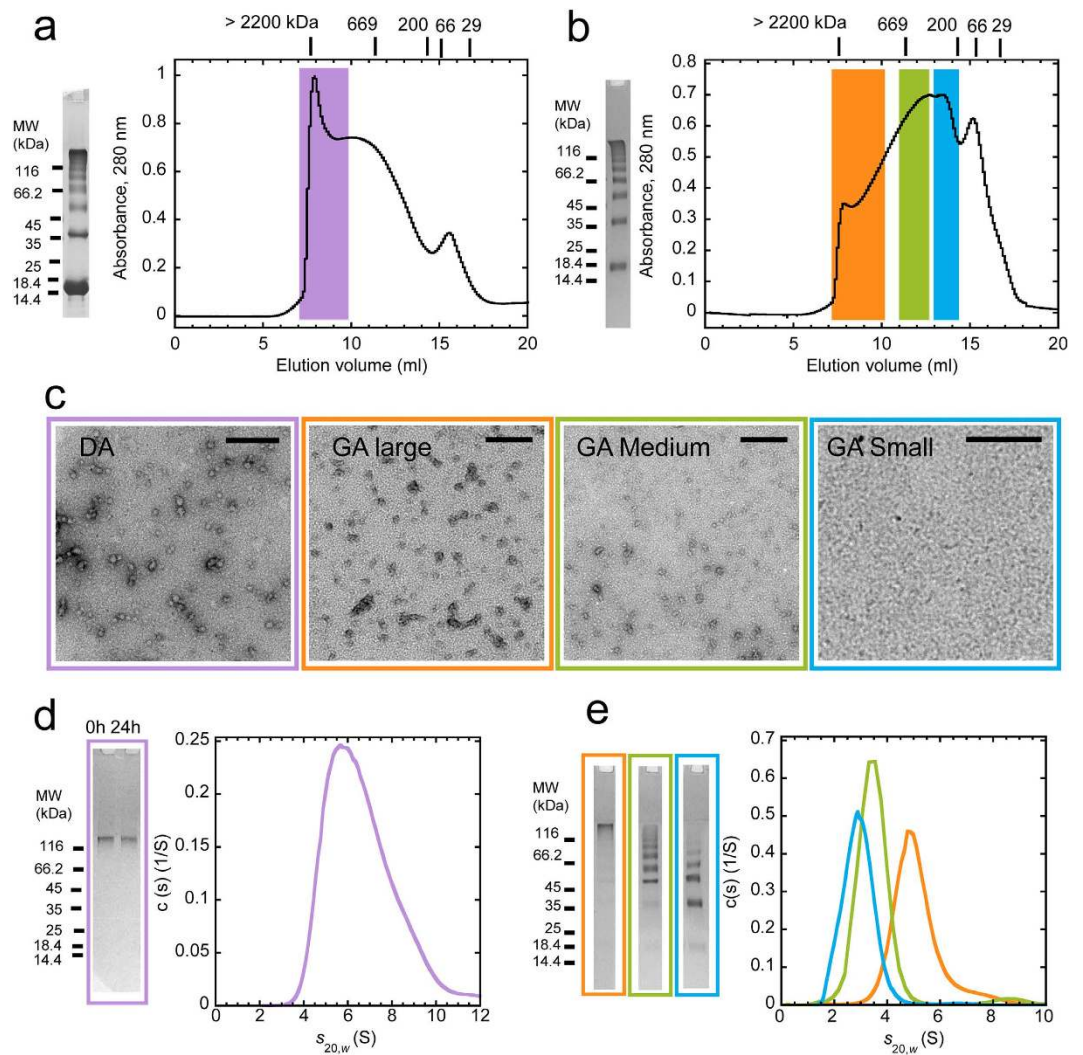 a
> 2200 kDa 669 200 66 29
MW
(kDa)
116
66.2
45
35
25
18.4
14.4
Absorbance, 280 nm
1
0.8
0.6
0.4
0.2
0
0 5 10 15 20
Elution volume (ml)
b
> 2200 kDa 669 200 66 29
MW
(kDa)
116
66.2
45
35
25
18.4
14.4
Absorbance, 280 nm
0.8
0.7
0.6
0.5
0.4
0.3
0.2
0.1
0
0 5 10 15 20
Elution volume (ml)
c
DA
GA large
GA Medium
GA Small
d
0h 24h
MW
(kDa)
116
66.2
45
35
25
18.4
14.4
c (s) (1/S)
0.25
0.2
0.15
0.1
0.05
0
0 2 4 6 8 10 12
s20,w (S)
e
MW
(kDa)
116
66.2
45
35
25
18.4
14.4
c(s) (1/S)
0.7
0.6
0.5
0.4
0.3
0.2
0.1
0
0 2 4 6 8 10
s20,w (S)